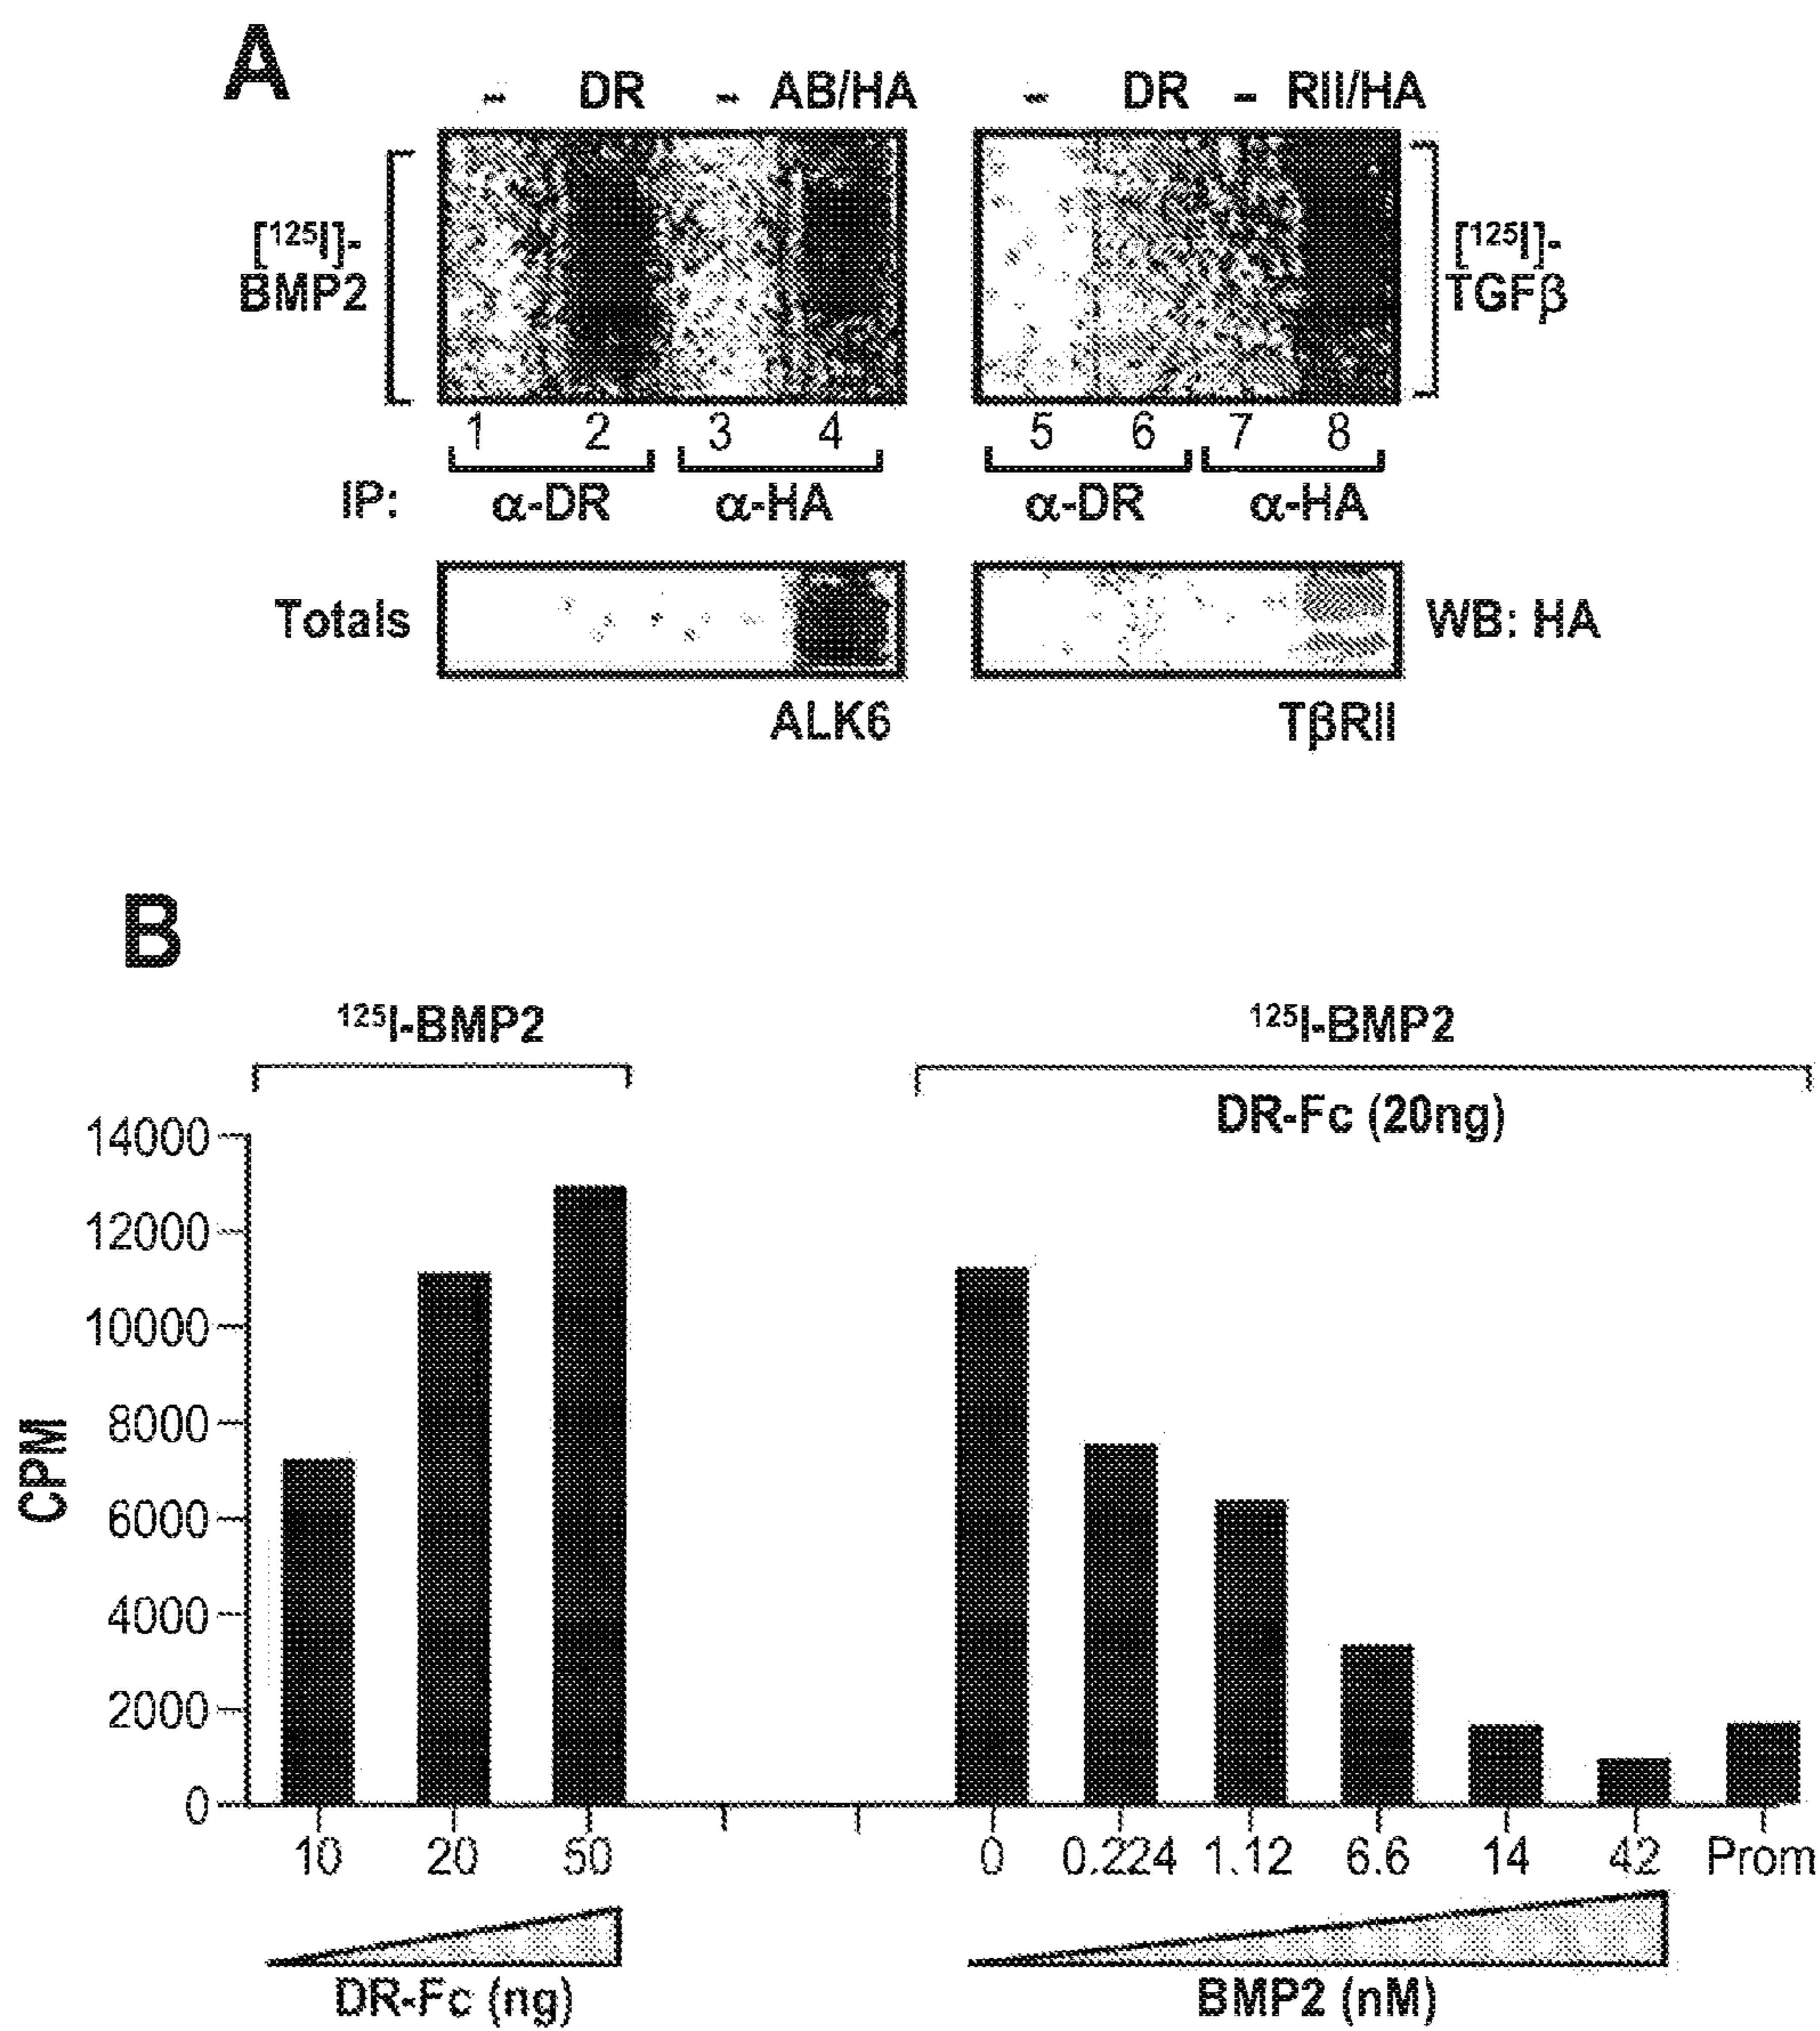 A
- DR - AB/HA - DR - RII/HA
[¹²⁵I]-
BMP2
[¹²⁵I]-
TGFβ
1 2 3 4 5 6 7 8
IP: α-DR α-HA α-DR α-HA
Totals
WB: HA
ALK6 TβRII
B
¹²⁵I-BMP2 ¹²⁵I-BMP2
DR-Fc (20ng)
14000
12000
10000
8000
6000
4000
2000
0
CPM
10 20 50 0 0.224 1.12 6.6 14 42 Prom
DR-Fc (ng) BMP2 (nM)